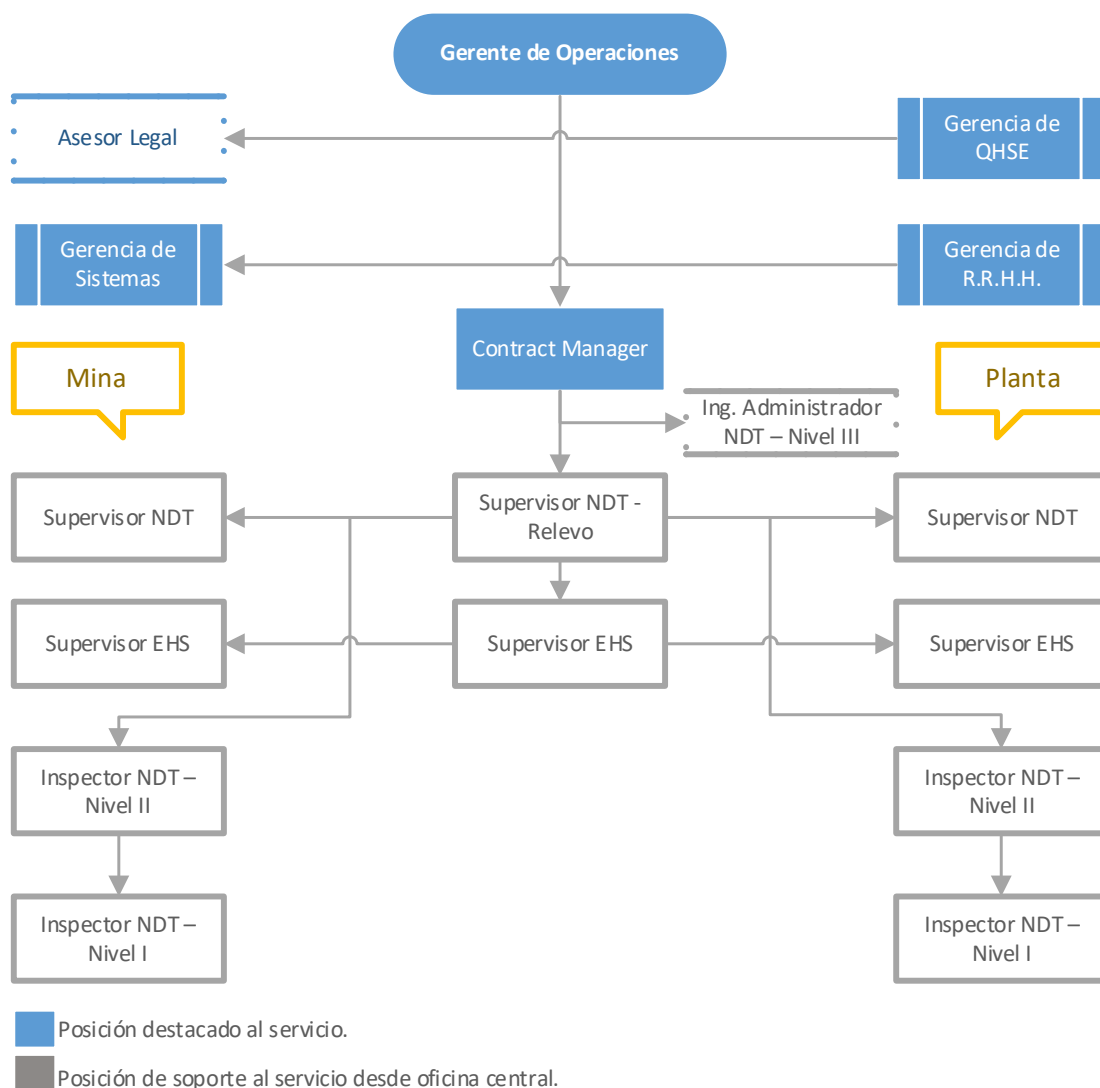 Gerente de Operaciones
Asesor Legal
Gerencia de
QHSE
Gerencia de
Sistemas
Gerencia de
R.R.H.H.
Contract Manager
Mina
Planta
Ing. Administrador
NDT – Nivel III
Supervisor NDT
Supervisor NDT -
Relevo
Supervisor NDT
Supervisor EHS
Supervisor EHS
Supervisor EHS
Inspector NDT –
Nivel II
Inspector NDT –
Nivel II
Inspector NDT –
Nivel I
Inspector NDT –
Nivel I
Posición destacado al servicio.
Posición de soporte al servicio desde oficina central.